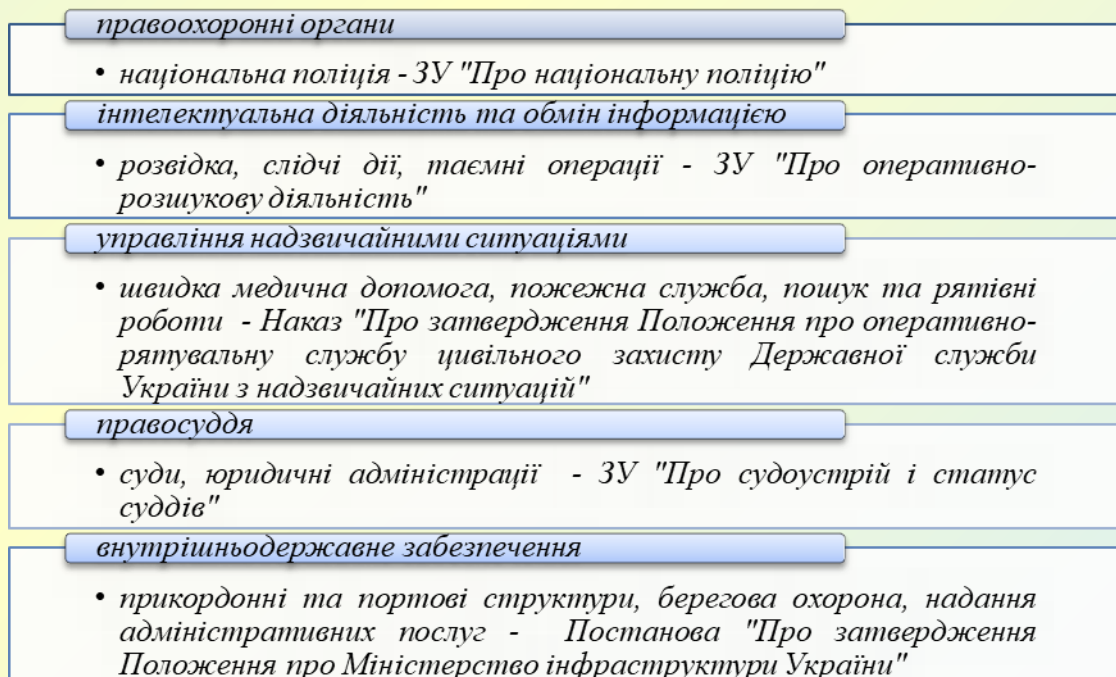 правоохоронні органи
• національна поліція - ЗУ "Про національну поліцію"
інтелектуальна діяльність та обмін інформацією
• розвідка, слідчі дії, таємні операції - ЗУ "Про оперативно-
розшукову діяльність"
управління надзвичайними ситуаціями
• швидка медична допомога, пожежна служба, пошук та рятівні
роботи - Наказ "Про затвердження Положення про оперативно-
рятувальну службу цивільного захисту Державної служби
України з надзвичайних ситуацій"
правосуддя
• суди, юридичні адміністрації - ЗУ "Про судоустрій і статус
суддів"
внутрішньодержавне забезпечення
• прикордонні та портові структури, берегова охорона, надання
адміністративних послуг - Постанова "Про затвердження
Положення про Міністерство інфраструктури України"